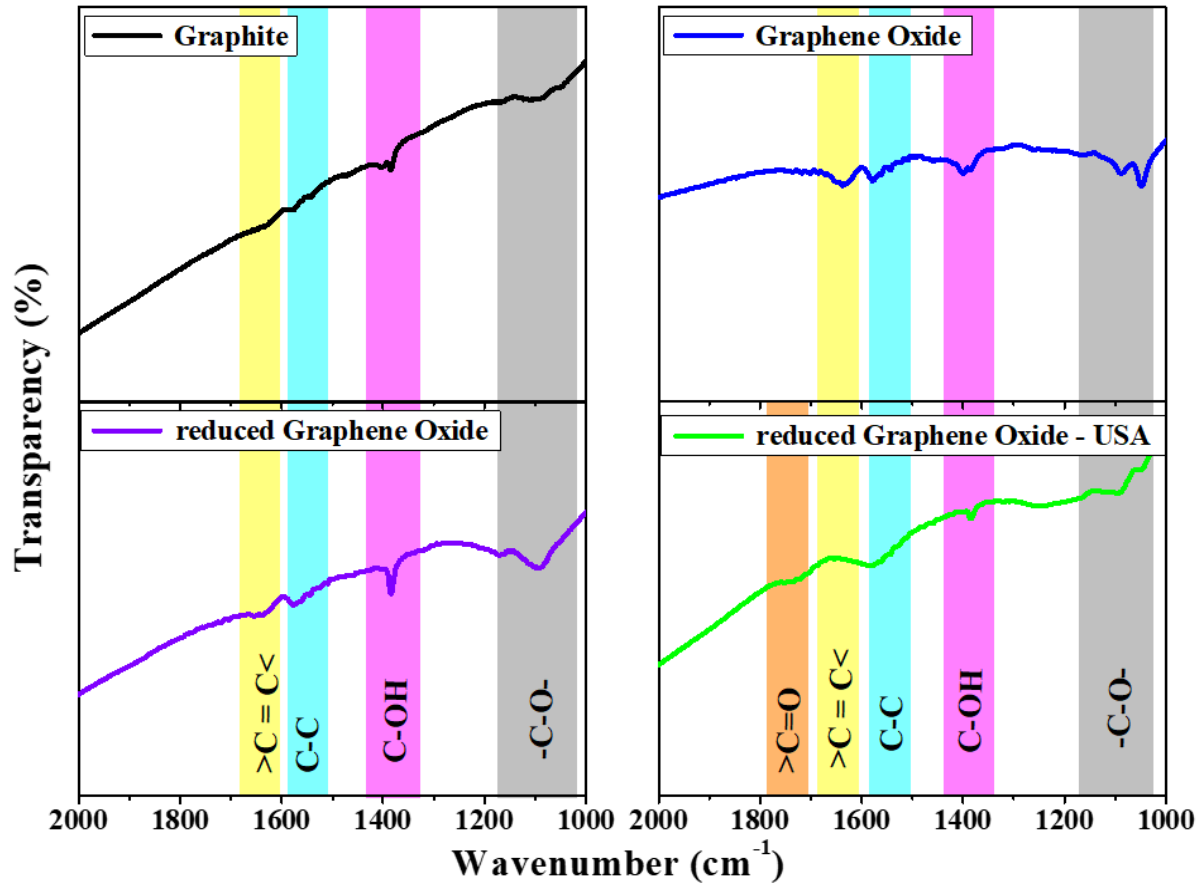 Graphite
Graphene Oxide
Transparency (%)
reduced Graphene Oxide
reduced Graphene Oxide - USA
>C = C<
C-C
C-OH
-C-O-
>C=O
>C = C<
C-C
C-OH
-C-O-
2000 1800 1600 1400 1200 1000
2000 1800 1600 1400 1200 1000
Wavenumber (cm⁻¹)